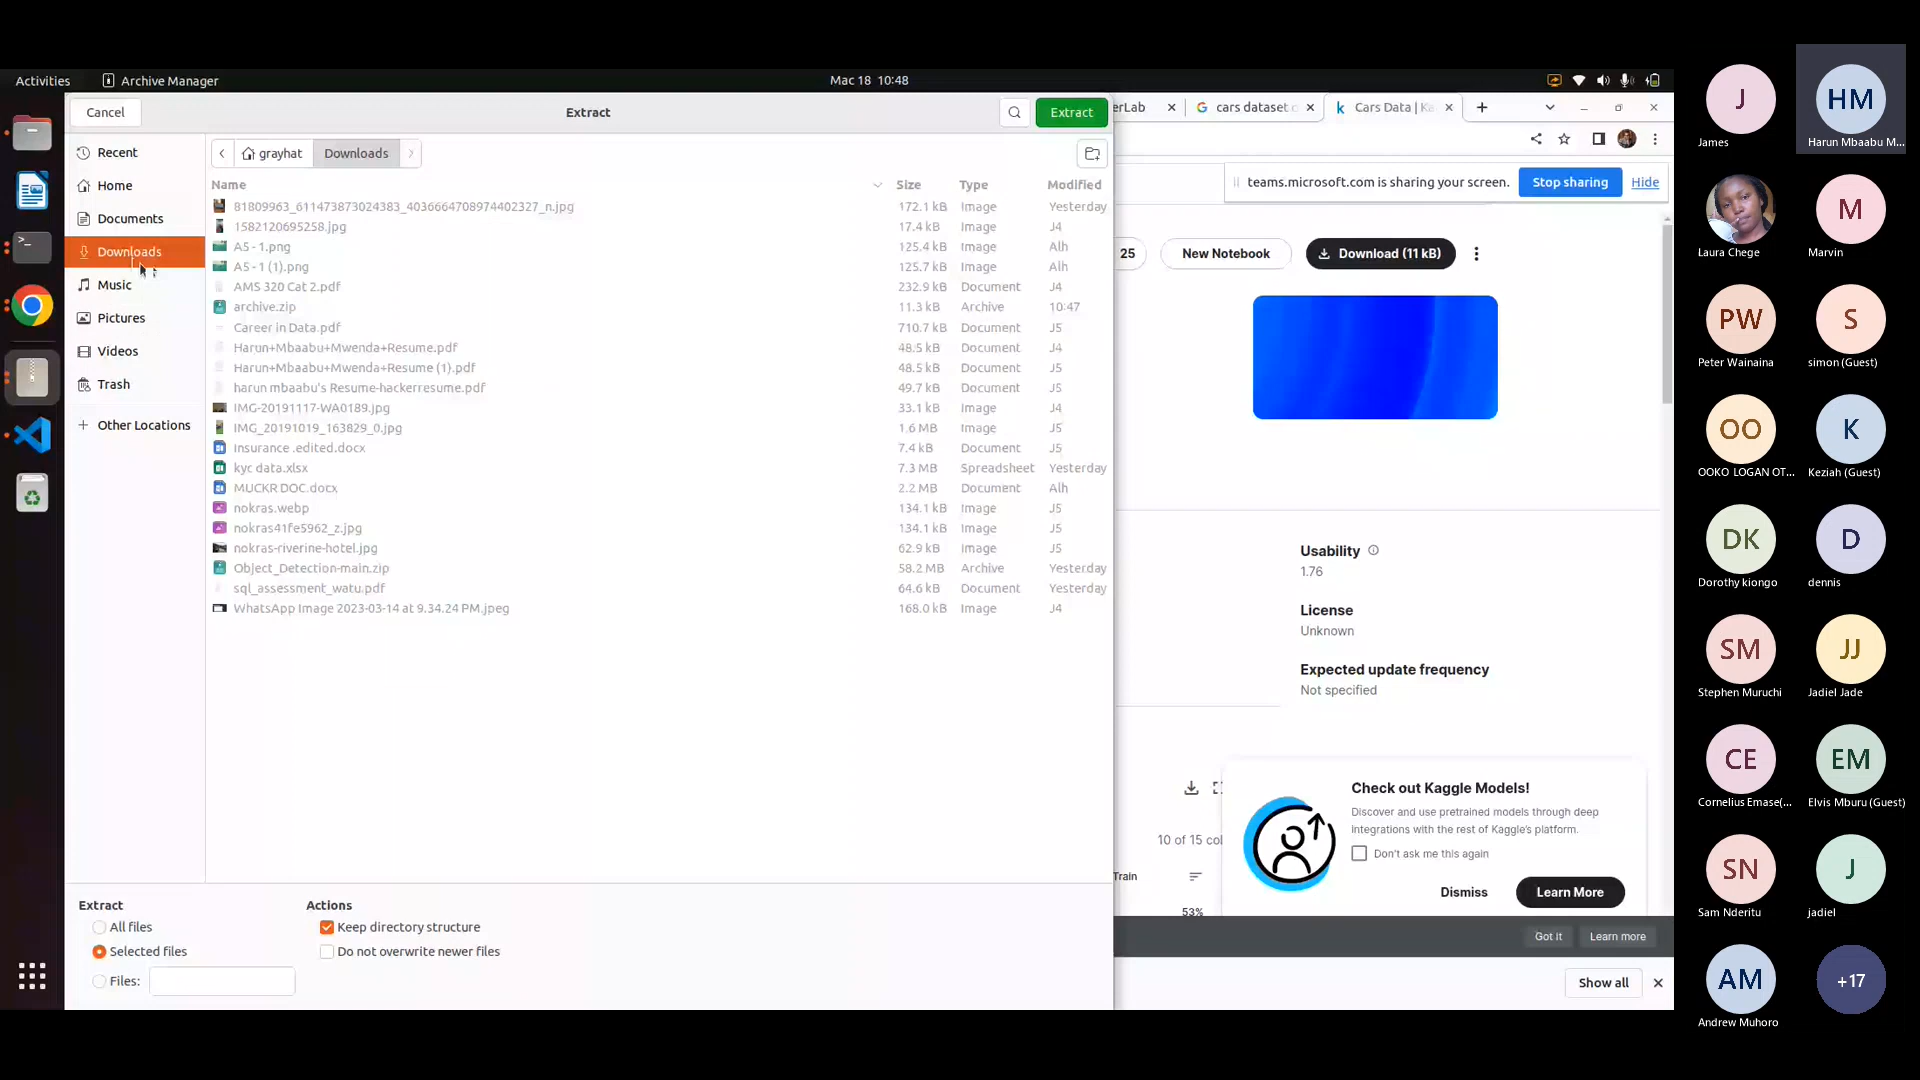 Activities
Archive Manager
Mac 18 10:48
Cancel
Extract
Extract
Recent
Home
Documents
Downloads
Music
Pictures
Videos
Trash
Other Locations
grayhat
Downloads
Name Size Type Modified
81809963_611473873024383_4036664708974402327_n.jpg 172.1 kB Image Yesterday
1582120695258.jpg 17.4 kB Image J4
A5 - 1.png 125.4 kB Image Alh
A5 - 1 (1).png 125.7 kB Image Alh
AMS 320 Cat 2.pdf 232.9 kB Document J4
archive.zip 11.3 kB Archive 10:47
Career in Data.pdf 710.7 kB Document J5
Harun+Mbaabu+Mwenda+Resume.pdf 48.5 kB Document J4
Harun+Mbaabu+Mwenda+Resume (1).pdf 48.5 kB Document J5
harun mbaabu's Resume-hackerresume.pdf 49.7 kB Document J5
IMG-20191117-WA0189.jpg 33.1 kB Image J4
IMG_20191019_163829_0.jpg 1.6 MB Image J5
Insurance .edited.docx 7.4 kB Document J5
kyc data.xlsx 7.3 MB Spreadsheet Yesterday
MUCKR DOC.docx 2.2 MB Document Alh
nokras.webp 134.1 kB Image J5
nokras41fe5962_z.jpg 134.1 kB Image J5
nokras-riverine-hotel.jpg 62.9 kB Image J5
Object_Detection-main.zip 58.2 MB Archive Yesterday
sql_assessment_watu.pdf 64.6 kB Document Yesterday
WhatsApp Image 2023-03-14 at 9.34.24 PM.jpeg 168.0 kB Image J4
Extract
All files
Selected files
Files:
Actions
Keep directory structure
Do not overwrite newer files
erLab
cars dataset
Cars Data | Ka
teams.microsoft.com is sharing your screen.
Stop sharing
Hide
25
New Notebook
Download (11 kB)
Usability
1.76
License
Unknown
Expected update frequency
Not specified
10 of 15 col
Train
53%
Check out Kaggle Models!
Discover and use pretrained models through deep
integrations with the rest of Kaggle's platform.
Don't ask me this again
Dismiss
Learn More
Got it
Learn more
Show all
J
James
HM
Harun Mbaabu M...
Laura Chege
M
Marvin
PW
Peter Wainaina
S
simon (Guest)
OO
OOKO LOGAN OT...
K
Keziah (Guest)
DK
Dorothy kiongo
D
dennis
SM
Stephen Muruchi
JJ
Jadiel Jade
CE
Cornelius Emase(...
EM
Elvis Mburu (Guest)
SN
Sam Nderitu
J
jadiel
AM
Andrew Muhoro
+17